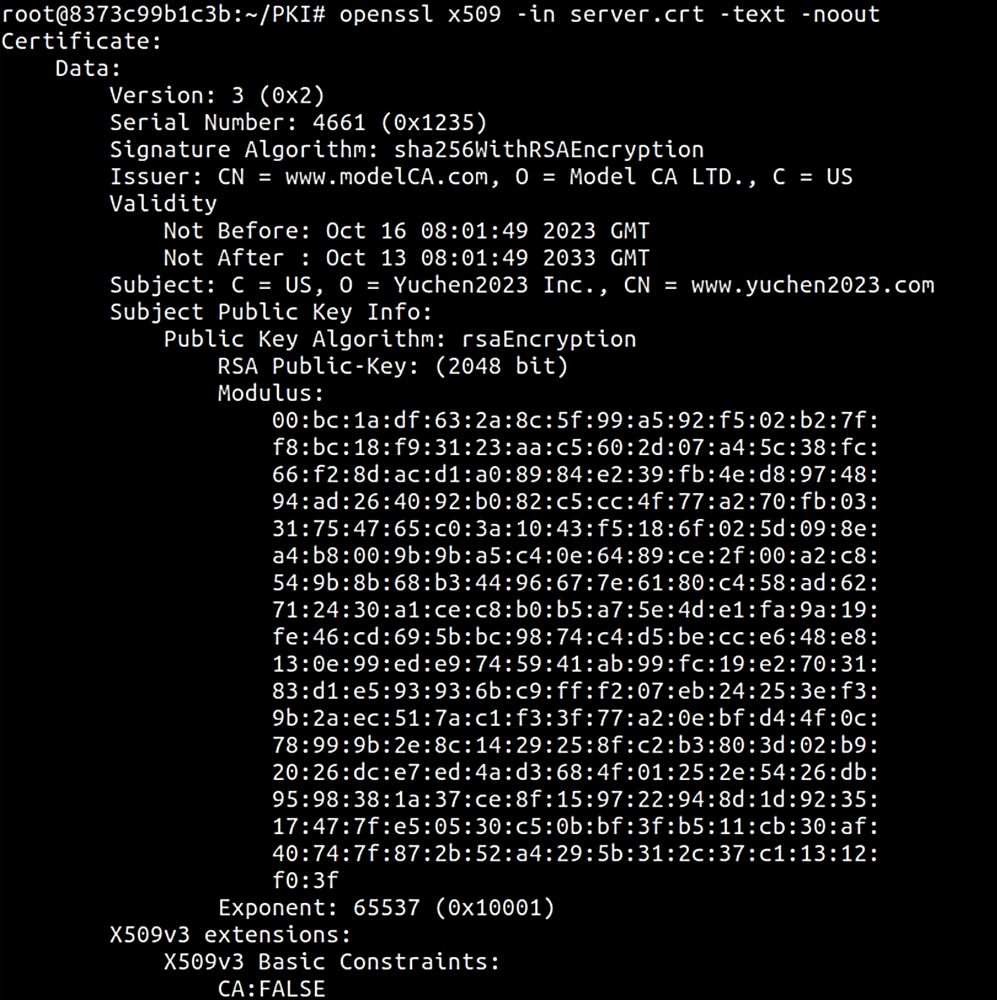 root@8373c99b1c3b:~/PKI# openssl x509 -in server.crt -text -noout
Certificate:
    Data:
        Version: 3 (0x2)
        Serial Number: 4661 (0x1235)
        Signature Algorithm: sha256WithRSAEncryption
        Issuer: CN = www.modelCA.com, O = Model CA LTD., C = US
        Validity
            Not Before: Oct 16 08:01:49 2023 GMT
            Not After : Oct 13 08:01:49 2033 GMT
        Subject: C = US, O = Yuchen2023 Inc., CN = www.yuchen2023.com
        Subject Public Key Info:
            Public Key Algorithm: rsaEncryption
                RSA Public-Key: (2048 bit)
                Modulus:
                    00:bc:1a:df:63:2a:8c:5f:99:a5:92:f5:02:b2:7f:
                    f8:bc:18:f9:31:23:aa:c5:60:2d:07:a4:5c:38:fc:
                    66:f2:8d:ac:d1:a0:89:84:e2:39:fb:4e:d8:97:48:
                    94:ad:26:40:92:b0:82:c5:cc:4f:77:a2:70:fb:03:
                    31:75:47:65:c0:3a:10:43:f5:18:6f:02:5d:09:8e:
                    a4:b8:00:9b:9b:a5:c4:0e:64:89:ce:2f:00:a2:c8:
                    54:9b:8b:68:b3:44:96:67:7e:61:80:c4:58:ad:62:
                    71:24:30:a1:ce:c8:b0:b5:a7:5e:4d:e1:fa:9a:19:
                    fe:46:cd:69:5b:bc:98:74:c4:d5:be:cc:e6:48:e8:
                    13:0e:99:ed:e9:74:59:41:ab:99:fc:19:e2:70:31:
                    83:d1:e5:93:93:6b:c9:ff:f2:07:eb:24:25:3e:f3:
                    9b:2a:ec:51:7a:c1:f3:3f:77:a2:0e:bf:d4:4f:0c:
                    78:99:9b:2e:8c:14:29:25:8f:c2:b3:80:3d:02:b9:
                    20:26:dc:e7:ed:4a:d3:68:4f:01:25:2e:54:26:db:
                    95:98:38:1a:37:ce:8f:15:97:22:94:8d:1d:92:35:
                    17:47:7f:e5:05:30:c5:0b:bf:3f:b5:11:cb:30:af:
                    40:74:7f:87:2b:52:a4:29:5b:31:2c:37:c1:13:12:
                    f0:3f
                Exponent: 65537 (0x10001)
        X509v3 extensions:
            X509v3 Basic Constraints:
                CA:FALSE